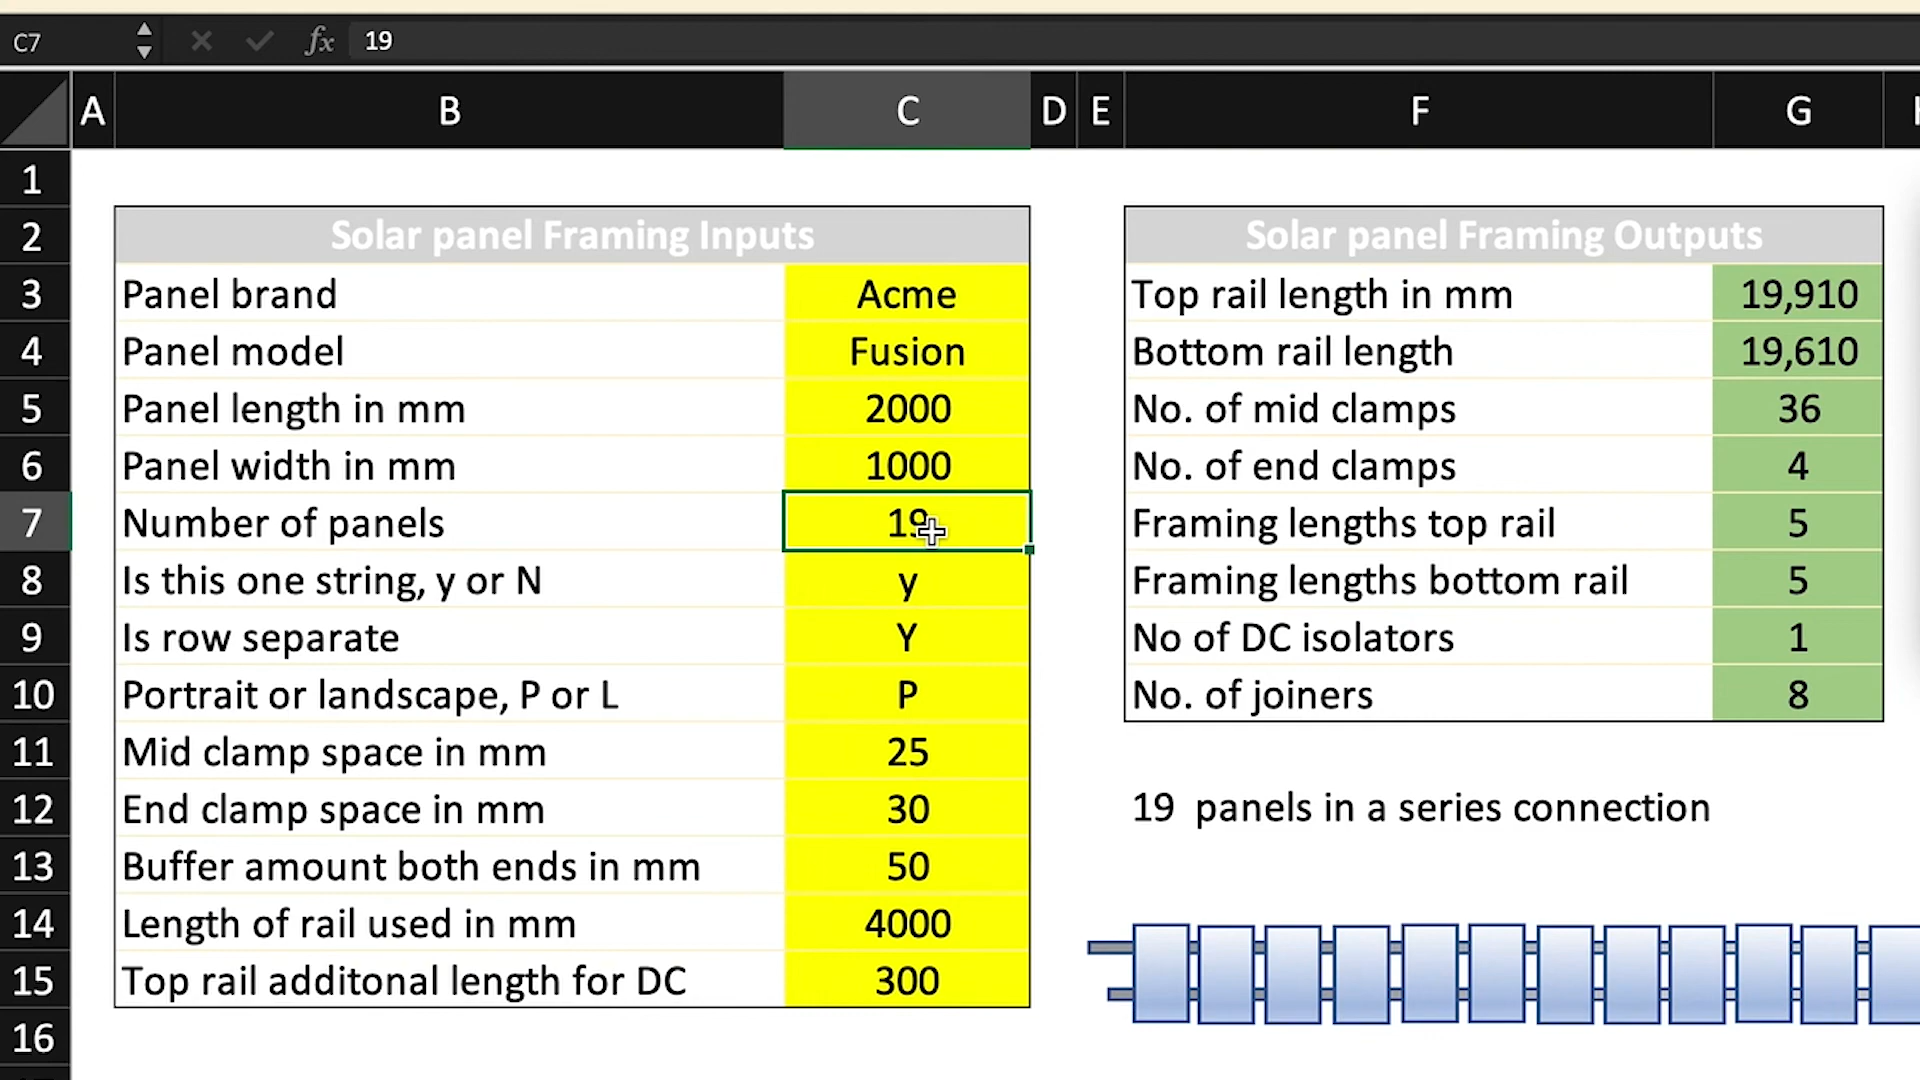 C7 fx 19
A B C D E F G
1
2 Solar panel Framing Inputs Solar panel Framing Outputs
3 Panel brand Acme Top rail length in mm 19,910
4 Panel model Fusion Bottom rail length 19,610
5 Panel length in mm 2000 No. of mid clamps 36
6 Panel width in mm 1000 No. of end clamps 4
7 Number of panels 19 Framing lengths top rail 5
8 Is this one string, y or N y Framing lengths bottom rail 5
9 Is row separate Y No of DC isolators 1
10 Portrait or landscape, P or L P No. of joiners 8
11 Mid clamp space in mm 25
12 End clamp space in mm 30 19 panels in a series connection
13 Buffer amount both ends in mm 50
14 Length of rail used in mm 4000
15 Top rail additonal length for DC 300
16